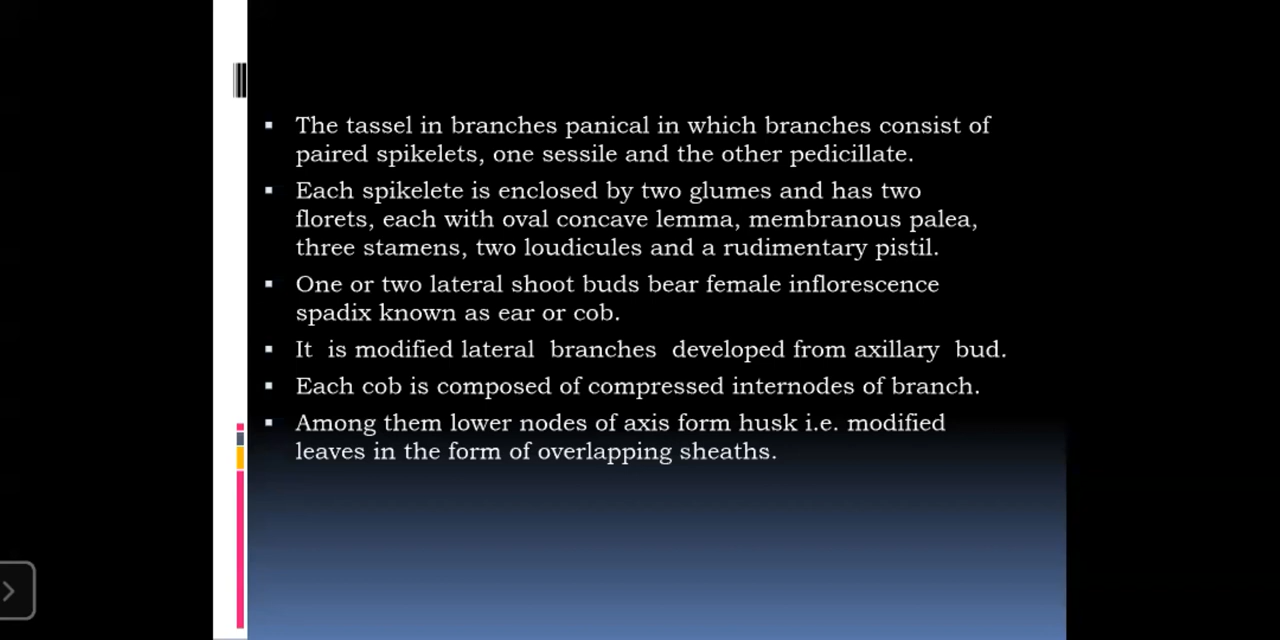 ▪ The tassel in branches panical in which branches consist of
paired spikelets, one sessile and the other pedicillate.
▪ Each spikelete is enclosed by two glumes and has two
florets, each with oval concave lemma, membranous palea,
three stamens, two loudicules and a rudimentary pistil.
▪ One or two lateral shoot buds bear female inflorescence
spadix known as ear or cob.
▪ It is modified lateral branches developed from axillary bud.
▪ Each cob is composed of compressed internodes of branch.
▪ Among them lower nodes of axis form husk i.e. modified
leaves in the form of overlapping sheaths.